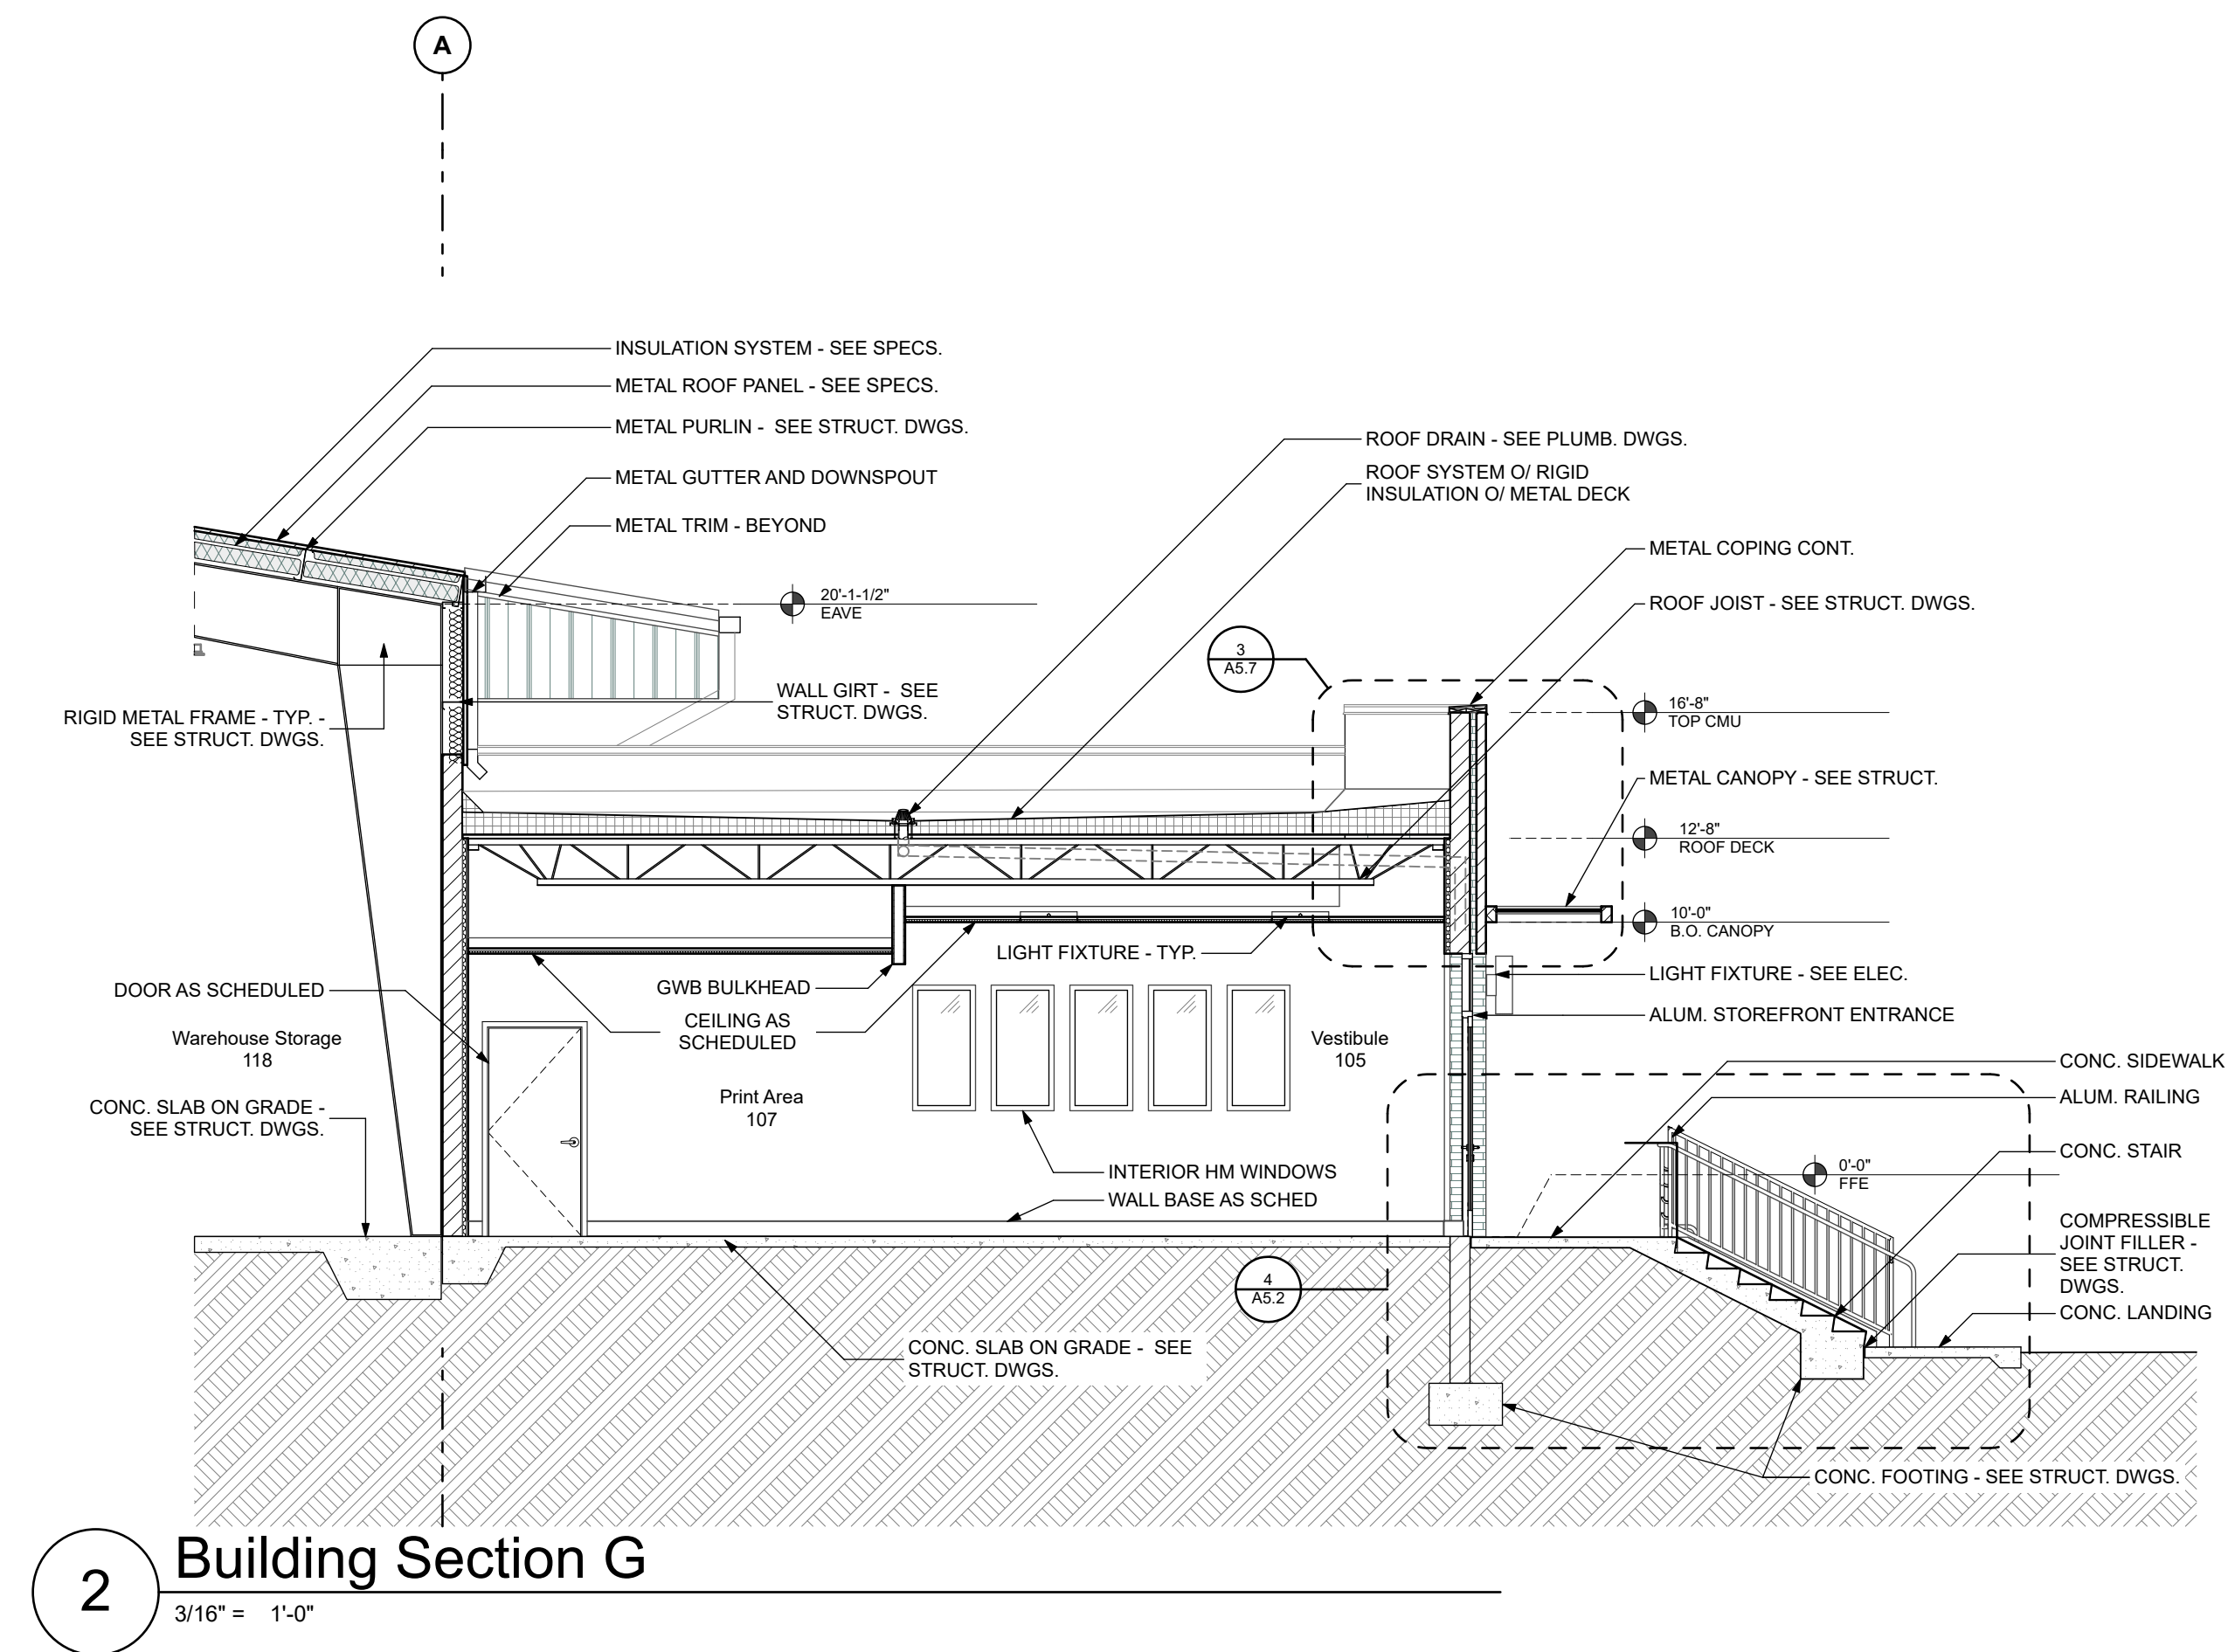 A
INSULATION SYSTEM - SEE SPECS.
METAL ROOF PANEL - SEE SPECS.
METAL PURLIN -  SEE STRUCT. DWGS.
METAL GUTTER AND DOWNSPOUT
METAL TRIM - BEYOND
20'-1-1/2"
EAVE
WALL GIRT -  SEE
STRUCT. DWGS.
RIGID METAL FRAME - TYP. -
SEE STRUCT. DWGS.
ROOF DRAIN - SEE PLUMB. DWGS.
ROOF SYSTEM O/ RIGID
INSULATION O/ METAL DECK
METAL COPING CONT.
ROOF JOIST - SEE STRUCT. DWGS.
3
A5.7
16'-8"
TOP CMU
METAL CANOPY - SEE STRUCT.
12'-8"
ROOF DECK
10'-0"
B.O. CANOPY
LIGHT FIXTURE - TYP.
LIGHT FIXTURE - SEE ELEC.
ALUM. STOREFRONT ENTRANCE
DOOR AS SCHEDULED
GWB BULKHEAD
CEILING AS
SCHEDULED
Warehouse Storage
118
Vestibule
105
Print Area
107
CONC. SLAB ON GRADE -
SEE STRUCT. DWGS.
INTERIOR HM WINDOWS
WALL BASE AS SCHED
CONC. SIDEWALK
ALUM. RAILING
CONC. STAIR
0'-0"
FFE
COMPRESSIBLE
JOINT FILLER -
SEE STRUCT.
DWGS.
CONC. LANDING
4
A5.2
CONC. SLAB ON GRADE -  SEE
STRUCT. DWGS.
CONC. FOOTING - SEE STRUCT. DWGS.
2
Building Section G
3/16" =    1'-0"